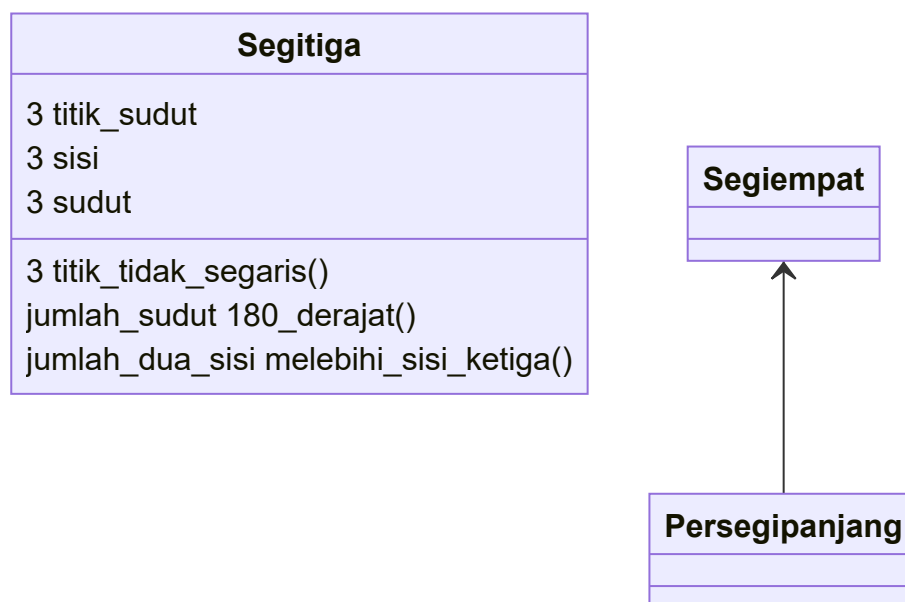 Segitiga
3 titik_sudut
3 sisi
3 sudut
3 titik_tidak_segaris()
jumlah_sudut 180_derajat()
jumlah_dua_sisi melebihi_sisi_ketiga()
Segiempat
Persegipanjang